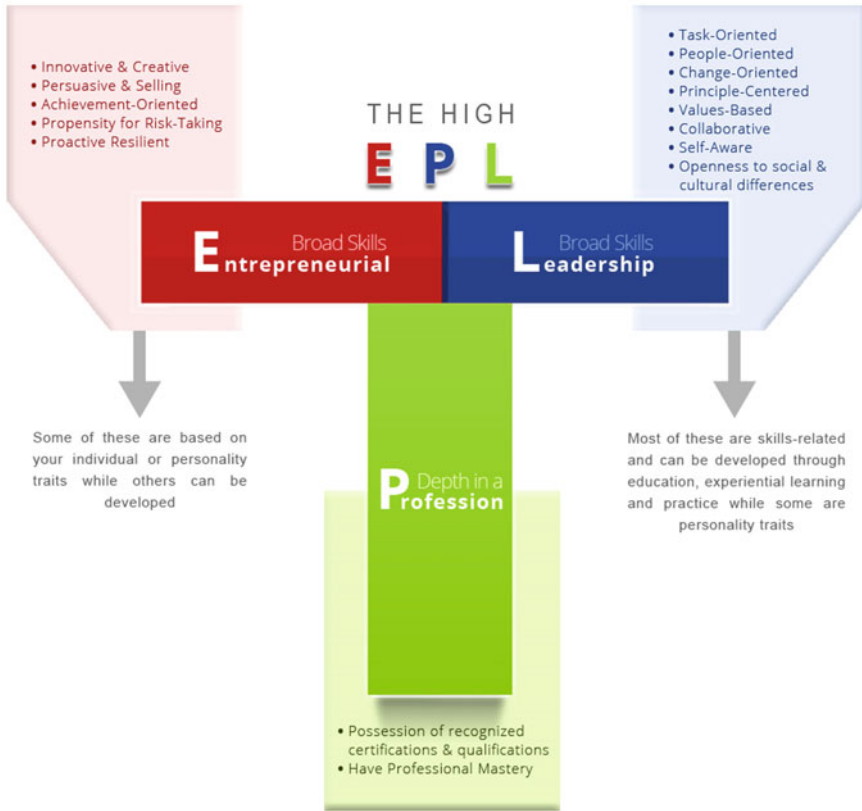 • Innovative & Creative
• Persuasive & Selling
• Achievement-Oriented
• Propensity for Risk-Taking
• Proactive Resilient
• Task-Oriented
• People-Oriented
• Change-Oriented
• Principle-Centered
• Values-Based
• Collaborative
• Self-Aware
• Openness to social &
cultural differences
THE HIGH
E P L
Broad Skills
Entrepreneurial
Broad Skills
Leadership
Some of these are based on
your individual or personality
traits while others can be
developed
Most of these are skills-related
and can be developed through
education, experiential learning
and practice while some are
personality traits
Depth in a
Profession
• Possession of recognized
certifications & qualifications
• Have Professional Mastery